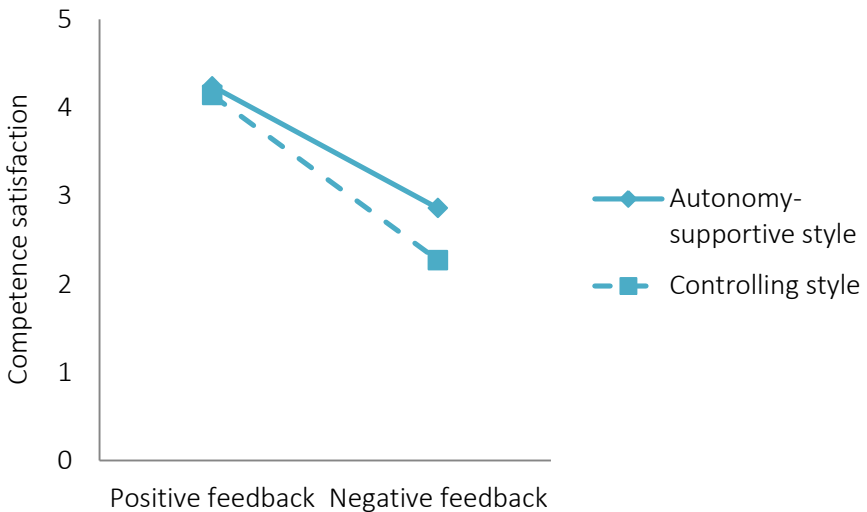 5
4
3
2
1
0
Competence satisfaction
Positive feedback Negative feedback
Autonomy-
supportive style
Controlling style